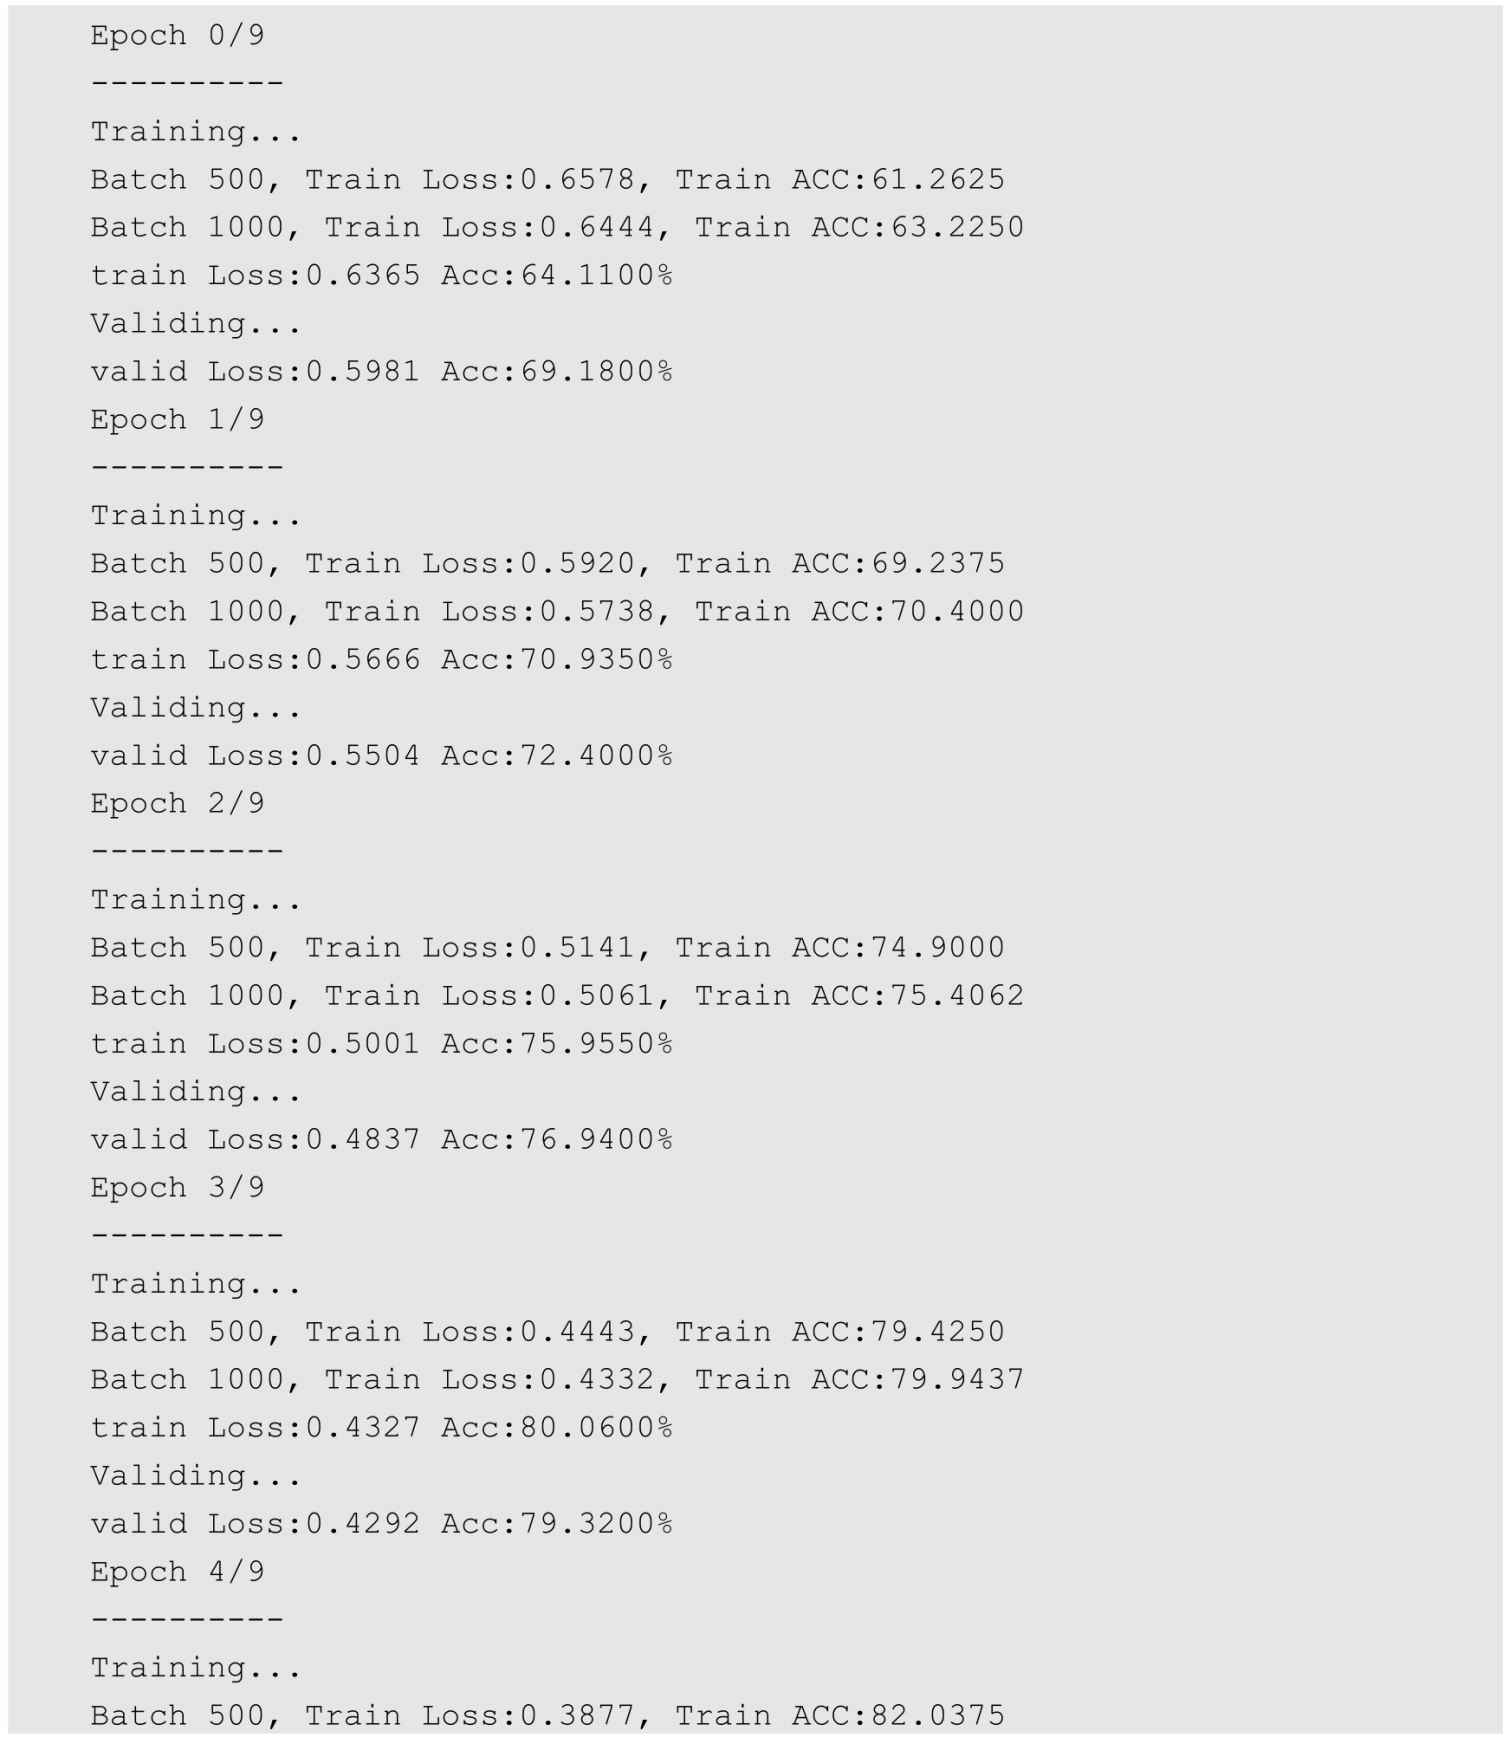 Epoch 0/9
----------
Training...
Batch 500, Train Loss:0.6578, Train ACC:61.2625
Batch 1000, Train Loss:0.6444, Train ACC:63.2250
train Loss:0.6365 Acc:64.1100%
Validing...
valid Loss:0.5981 Acc:69.1800%
Epoch 1/9
----------
Training...
Batch 500, Train Loss:0.5920, Train ACC:69.2375
Batch 1000, Train Loss:0.5738, Train ACC:70.4000
train Loss:0.5666 Acc:70.9350%
Validing...
valid Loss:0.5504 Acc:72.4000%
Epoch 2/9
----------
Training...
Batch 500, Train Loss:0.5141, Train ACC:74.9000
Batch 1000, Train Loss:0.5061, Train ACC:75.4062
train Loss:0.5001 Acc:75.9550%
Validing...
valid Loss:0.4837 Acc:76.9400%
Epoch 3/9
----------
Training...
Batch 500, Train Loss:0.4443, Train ACC:79.4250
Batch 1000, Train Loss:0.4332, Train ACC:79.9437
train Loss:0.4327 Acc:80.0600%
Validing...
valid Loss:0.4292 Acc:79.3200%
Epoch 4/9
----------
Training...
Batch 500, Train Loss:0.3877, Train ACC:82.0375